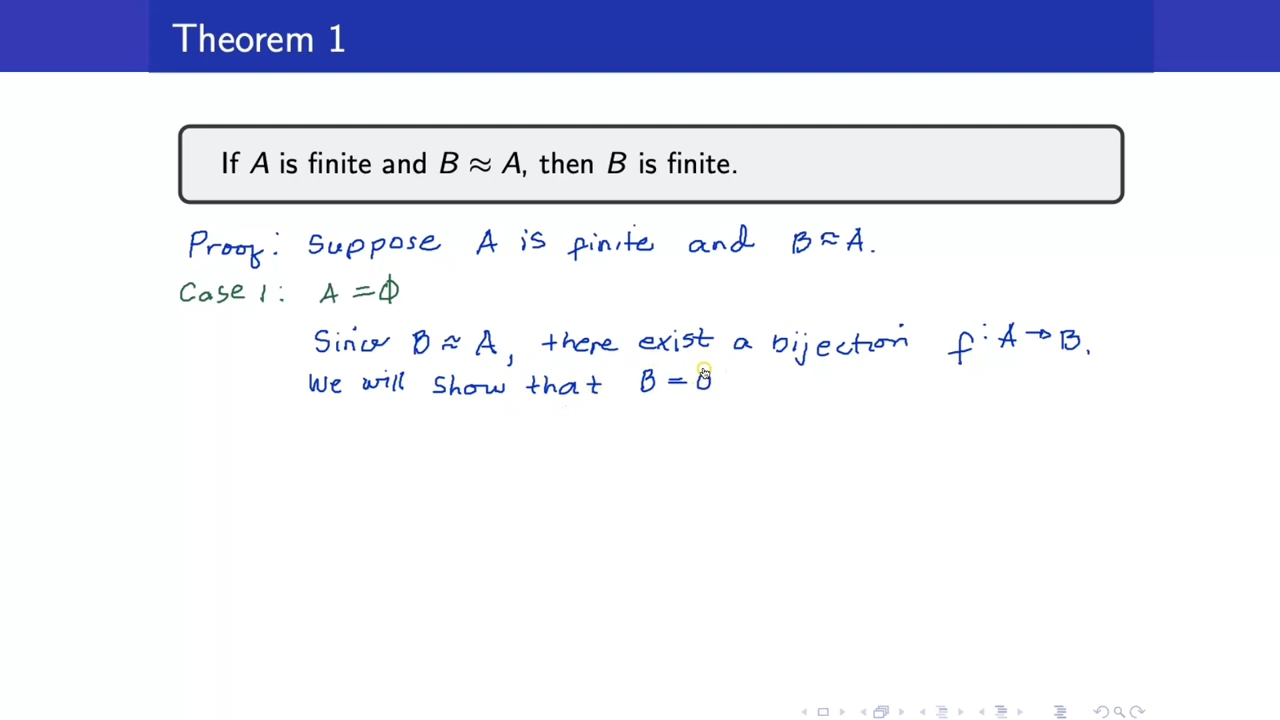 Theorem 1
If A is finite and B ≈ A, then B is finite.
Proof: Suppose A is finite and B ≈ A.
Case 1: A = ϕ
Since B ≈ A, there exist a bijection f: A → B.
We will show that B =